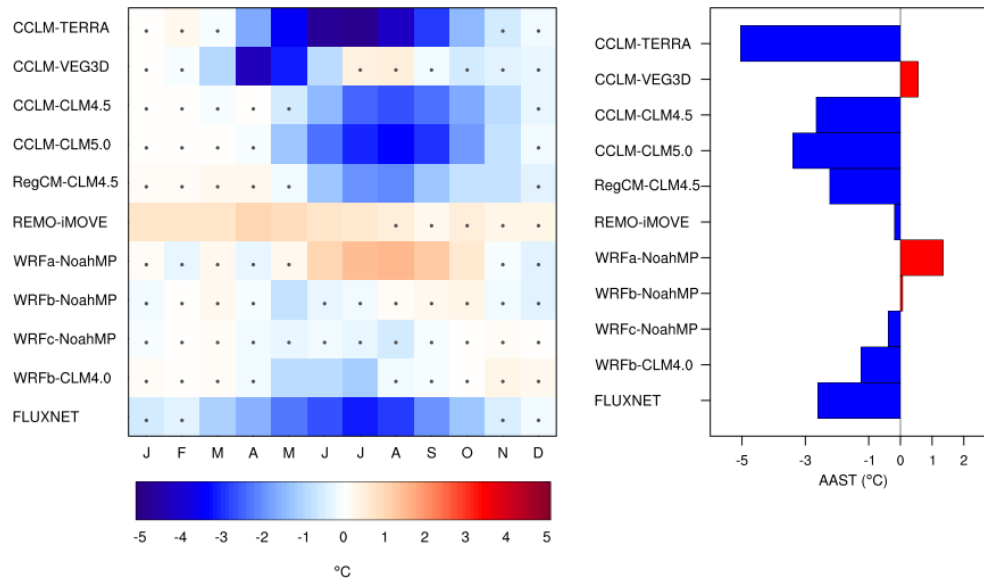 CCLM-TERRA
CCLM-VEG3D
CCLM-CLM4.5
CCLM-CLM5.0
RegCM-CLM4.5
REMO-iMOVE
WRFa-NoahMP
WRFb-NoahMP
WRFc-NoahMP
WRFb-CLM4.0
FLUXNET
J F M A M J J A S O N D
-5 -4 -3 -2 -1 0 1 2 3 4 5
°C
CCLM-TERRA
CCLM-VEG3D
CCLM-CLM4.5
CCLM-CLM5.0
RegCM-CLM4.5
REMO-iMOVE
WRFa-NoahMP
WRFb-NoahMP
WRFc-NoahMP
WRFb-CLM4.0
FLUXNET
-5 -3 -1 0 1 2
AAST (°C)